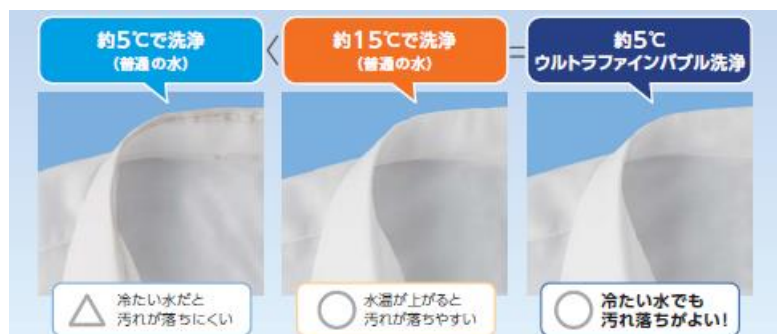 約5℃で洗浄
(普通の水)
<
約15℃で洗浄
(普通の水)
=
約5℃
ウルトラファインバブル洗浄
△ 冷たい水だと
汚れが落ちにくい
○ 水温が上がると
汚れが落ちやすい
○ 冷たい水でも
汚れ落ちがよい!